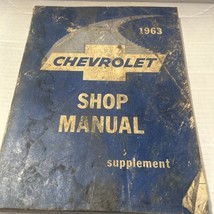 1963
CHEVROLET
SHOP
MANUAL
supplement